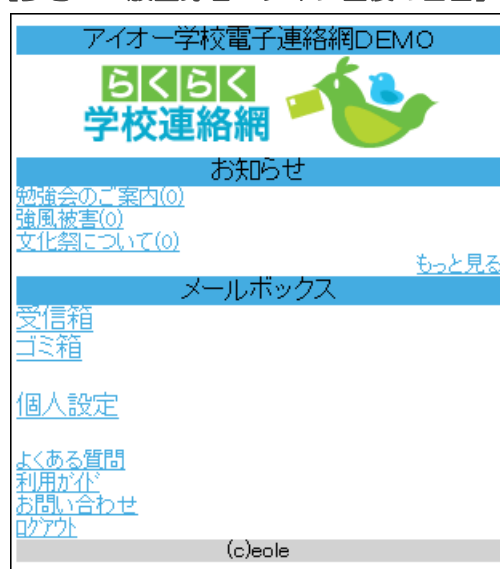 アイオー学校電子連絡網DEMO
らくらく
学校連絡網
お知らせ
勉強会のご案内(0)
強風被害(0)
文化祭について(0)
もっと見る
メールボックス
受信箱
ゴミ箱
個人設定
よくある質問
利用ｶﾞｲﾄﾞ
お問い合わせ
ﾛｸﾞｱｳﾄ
(c)eole